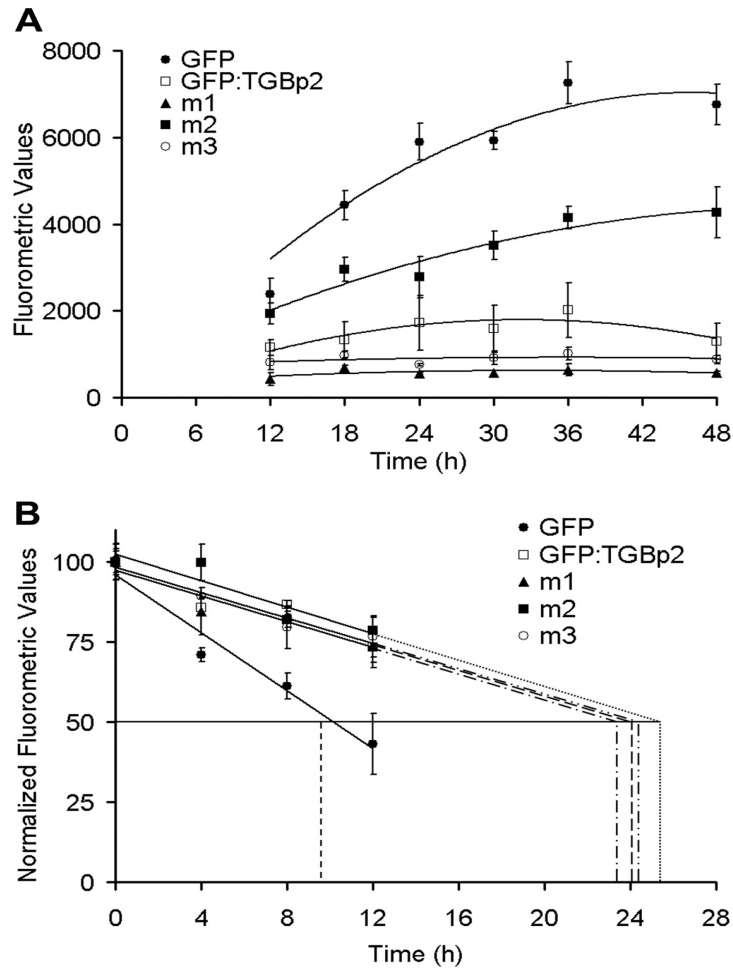 A
8000
6000
4000
2000
0
Fluorometric Values
GFP
GFP:TGBp2
m1
m2
m3
0 6 12 18 24 30 36 42 48
Time (h)
B
100
75
50
25
0
Normalized Fluorometric Values
GFP
GFP:TGBp2
m1
m2
m3
0 4 8 12 16 20 24 28
Time (h)